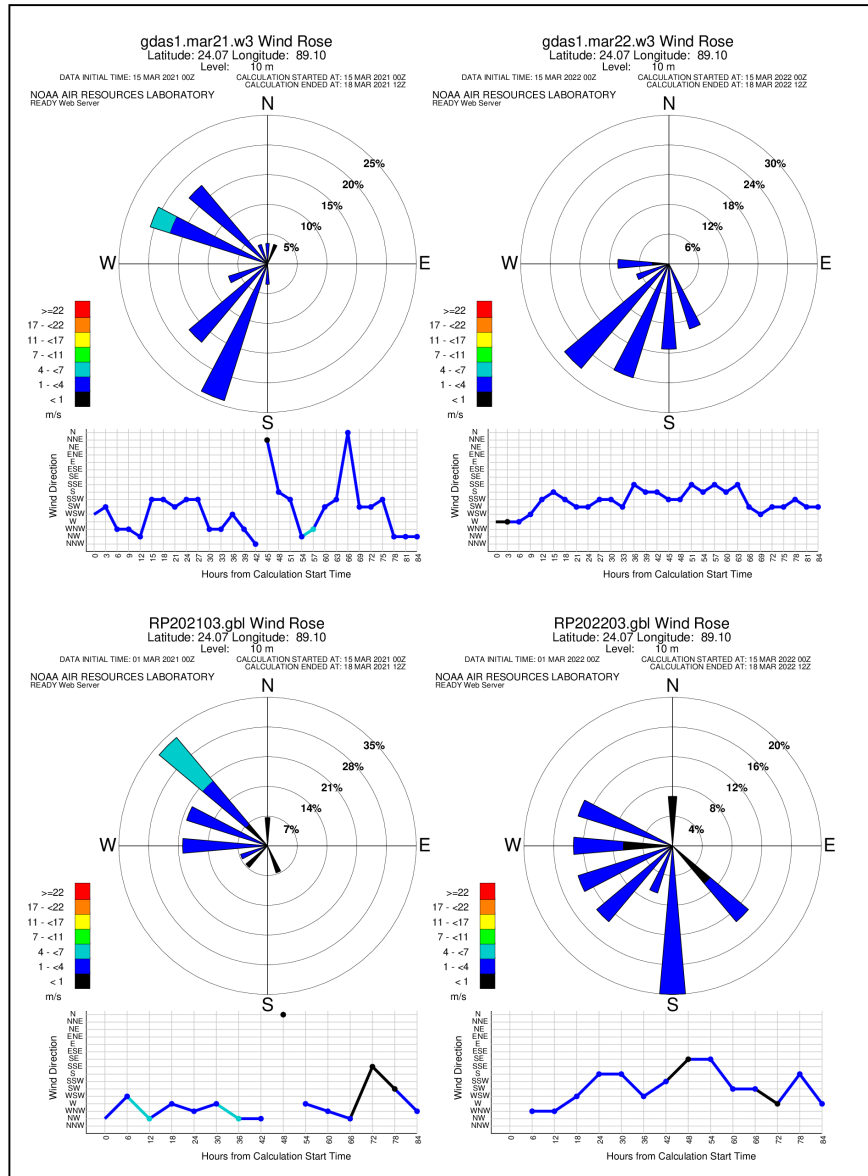 gdas1.mar21.w3 Wind Rose
Latitude: 24.07 Longitude: 89.10
Level: 10 m
DATA INITIAL TIME: 15 MAR 2021 00Z CALCULATION STARTED AT: 15 MAR 2021 00Z
CALCULATION ENDED AT: 18 MAR 2021 12Z
NOAA AIR RESOURCES LABORATORY
READY Web Server
N
25%
20%
15%
10%
5%
W
E
S
>=22
17 - <22
11 - <17
7 - <11
4 - <7
1 - <4
< 1
m/s
Wind Direction
N
NNE
NE
ENE
E
ESE
SE
SSE
S
SSW
SW
WSW
W
WNW
NW
NNW
0 3 6 9 12 15 18 21 24 27 30 33 36 39 42 45 48 51 54 57 60 63 66 69 72 75 78 81 84
Hours from Calculation Start Time
gdas1.mar22.w3 Wind Rose
Latitude: 24.07 Longitude: 89.10
Level: 10 m
DATA INITIAL TIME: 15 MAR 2022 00Z CALCULATION STARTED AT: 15 MAR 2022 00Z
CALCULATION ENDED AT: 18 MAR 2022 12Z
NOAA AIR RESOURCES LABORATORY
READY Web Server
N
30%
24%
18%
12%
6%
W
E
S
>=22
17 - <22
11 - <17
7 - <11
4 - <7
1 - <4
< 1
m/s
Wind Direction
N
NNE
NE
ENE
E
ESE
SE
SSE
S
SSW
SW
WSW
W
WNW
NW
NNW
0 3 6 9 12 15 18 21 24 27 30 33 36 39 42 45 48 51 54 57 60 63 66 69 72 75 78 81 84
Hours from Calculation Start Time
RP202103.gbl Wind Rose
Latitude: 24.07 Longitude: 89.10
Level: 10 m
DATA INITIAL TIME: 01 MAR 2021 00Z CALCULATION STARTED AT: 15 MAR 2021 00Z
CALCULATION ENDED AT: 18 MAR 2021 12Z
NOAA AIR RESOURCES LABORATORY
READY Web Server
N
35%
28%
21%
14%
7%
W
E
S
>=22
17 - <22
11 - <17
7 - <11
4 - <7
1 - <4
< 1
m/s
Wind Direction
N
NNE
NE
ENE
E
ESE
SE
SSE
S
SSW
SW
WSW
W
WNW
NW
NNW
0 6 12 18 24 30 36 42 48 54 60 66 72 78 84
Hours from Calculation Start Time
RP202203.gbl Wind Rose
Latitude: 24.07 Longitude: 89.10
Level: 10 m
DATA INITIAL TIME: 01 MAR 2022 00Z CALCULATION STARTED AT: 15 MAR 2022 00Z
CALCULATION ENDED AT: 18 MAR 2022 12Z
NOAA AIR RESOURCES LABORATORY
READY Web Server
N
20%
16%
12%
8%
4%
W
E
S
>=22
17 - <22
11 - <17
7 - <11
4 - <7
1 - <4
< 1
m/s
Wind Direction
N
NNE
NE
ENE
E
ESE
SE
SSE
S
SSW
SW
WSW
W
WNW
NW
NNW
0 6 12 18 24 30 36 42 48 54 60 66 72 78 84
Hours from Calculation Start Time